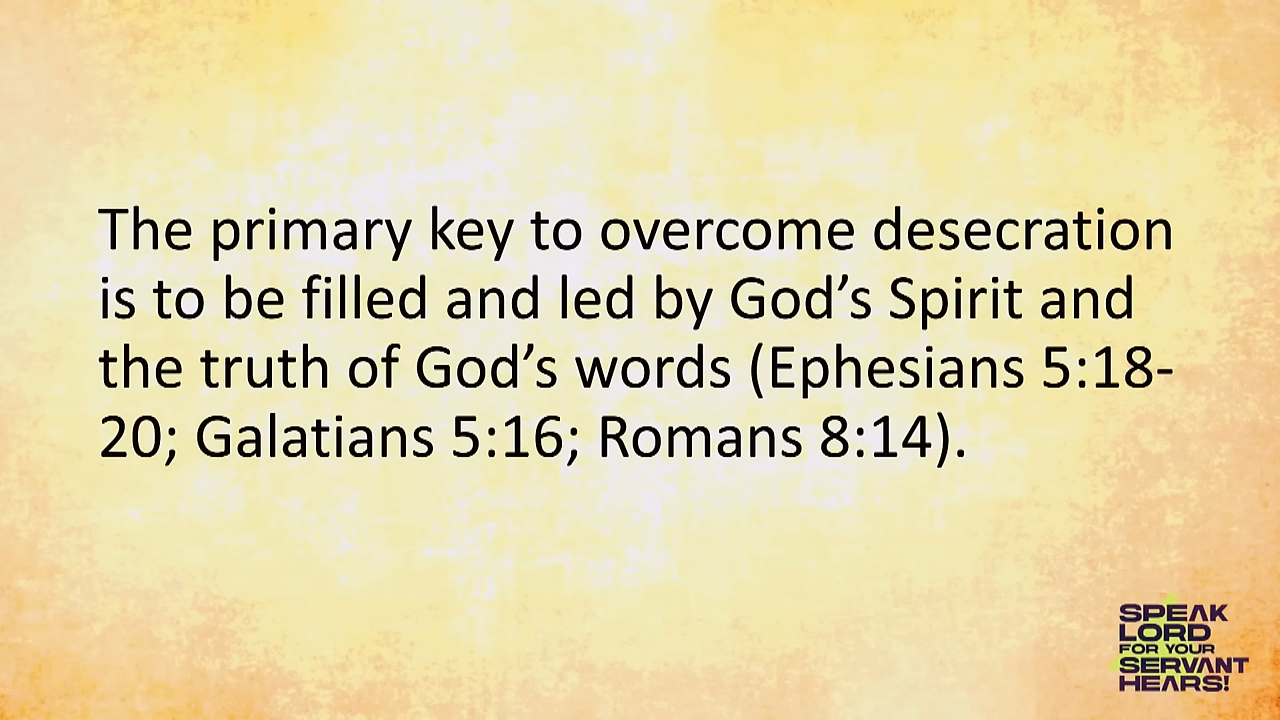 The primary key to overcome desecration
is to be filled and led by God’s Spirit and
the truth of God’s words (Ephesians 5:18-
20; Galatians 5:16; Romans 8:14).
SPEAK
LORD
FOR YOUR
SERVANT
HEARS!